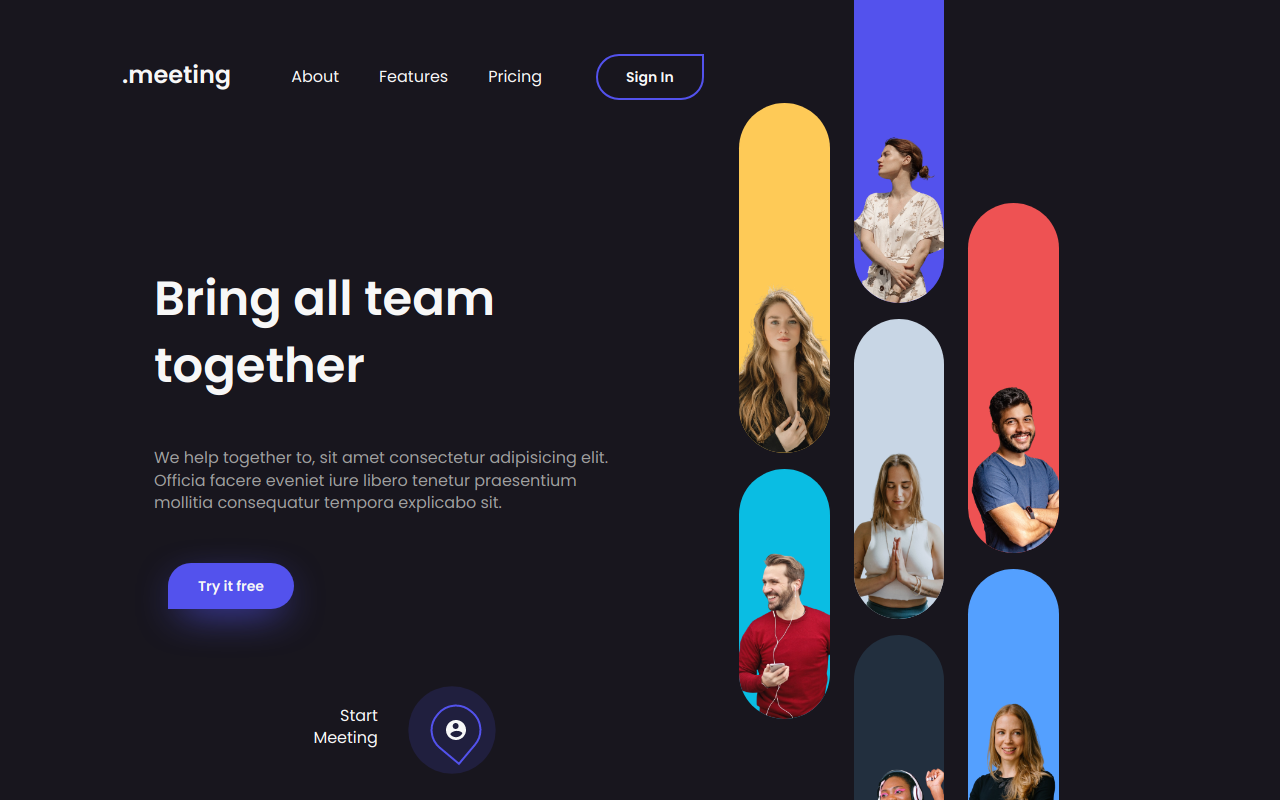 .meeting About Features Pricing Sign In
Bring all team
together
We help together to, sit amet consectetur adipisicing elit.
Officia facere eveniet iure libero tenetur praesentium
mollitia consequatur tempora explicabo sit.
Try it free
Start
Meeting